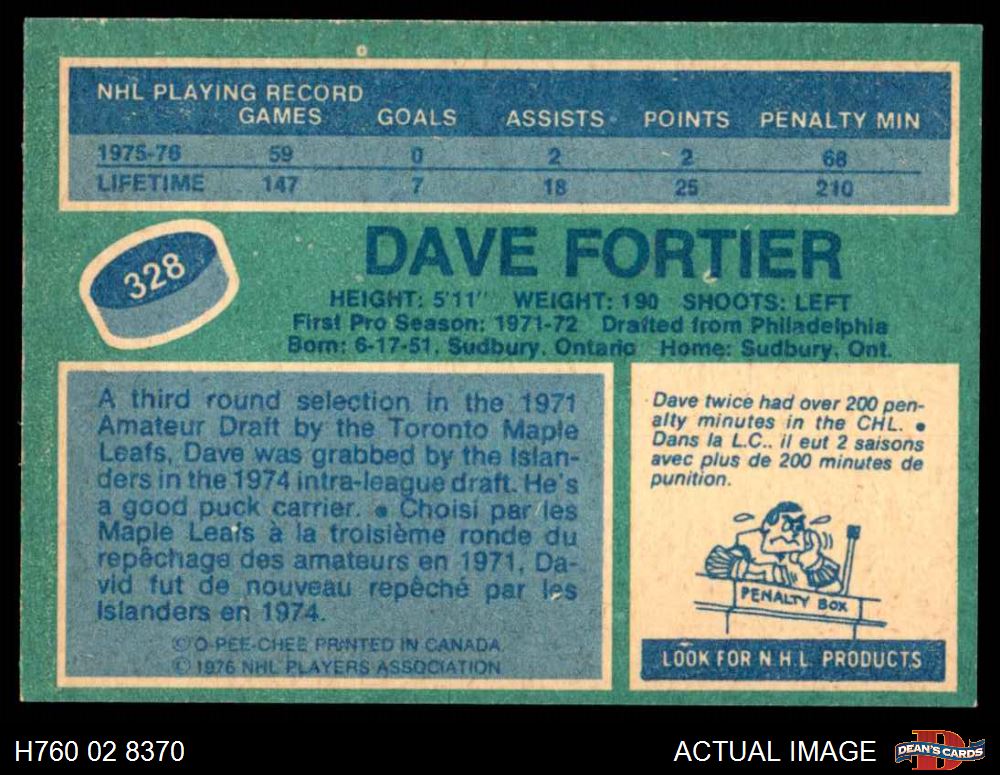 NHL PLAYING RECORD
GAMES GOALS ASSISTS POINTS PENALTY MIN
1975-76 59 0 2 2 68
LIFETIME 147 7 18 25 210
328
DAVE FORTIER
HEIGHT: 5'11" WEIGHT: 190 SHOOTS: LEFT
First Pro Season: 1971-72 Drafted from Philadelphia
Born: 6-17-51, Sudbury, Ontario Home: Sudbury, Ont.
A third round selection in the 1971
Amateur Draft by the Toronto Maple
Leafs, Dave was grabbed by the Islan-
ders in the 1974 intra-league draft. He's
a good puck carrier. • Choisi par les
Maple Leafs à la troisième ronde du
repêchage des amateurs en 1971, Da-
vid fut de nouveau repêché par les
Islanders en 1974.
© O-PEE-CHEE PRINTED IN CANADA
© 1976 NHL PLAYERS ASSOCIATION
Dave twice had over 200 pen-
alty minutes in the CHL. •
Dans la L.C., il eut 2 saisons
avec plus de 200 minutes de
punition.
PENALTY BOX
LOOK FOR N.H.L. PRODUCTS
H760 02 8370
ACTUAL IMAGE
DEAN'S CARDS